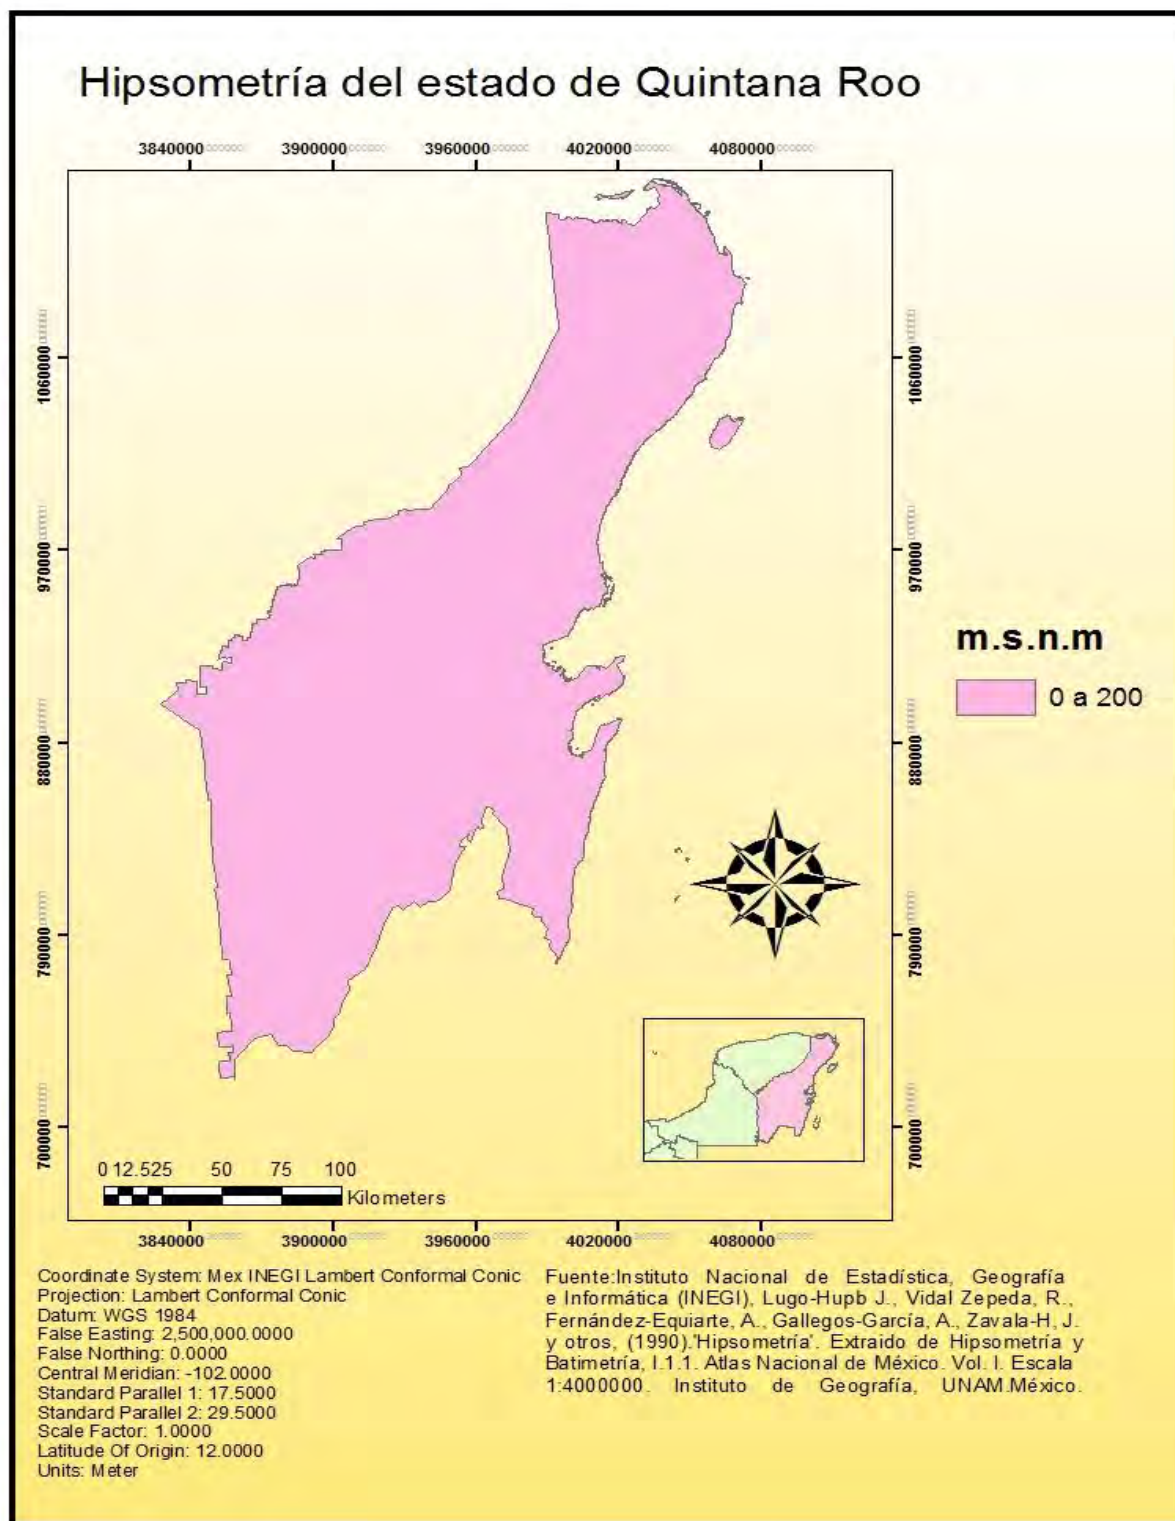 Hipsometría del estado de Quintana Roo
3840000 3900000 3960000 4020000 4080000
1060000 1060000
970000 970000
m.s.n.m
0 a 200
880000 880000
790000 790000
700000 700000
0 12.5 25 50 75 100
Kilometers
3840000 3900000 3960000 4020000 4080000
Coordinate System: Mex INEGI Lambert Conformal Conic
Projection: Lambert Conformal Conic
Datum: WGS 1984
False Easting: 2,500,000.0000
False Northing: 0.0000
Central Meridian: -102.0000
Standard Parallel 1: 17.5000
Standard Parallel 2: 29.5000
Scale Factor: 1.0000
Latitude Of Origin: 12.0000
Units: Meter
Fuente:Instituto Nacional de Estadística, Geografía
e Informática (INEGI), Lugo-Hupb J., Vidal Zepeda, R.,
Fernández-Equiarte, A., Gallegos-García, A., Zavala-H, J.
y otros, (1990).'Hipsometría'. Extraido de Hipsometría y
Batimetría, I.1.1. Atlas Nacional de México. Vol. I. Escala
1:4000000. Instituto de Geografía, UNAM.México.